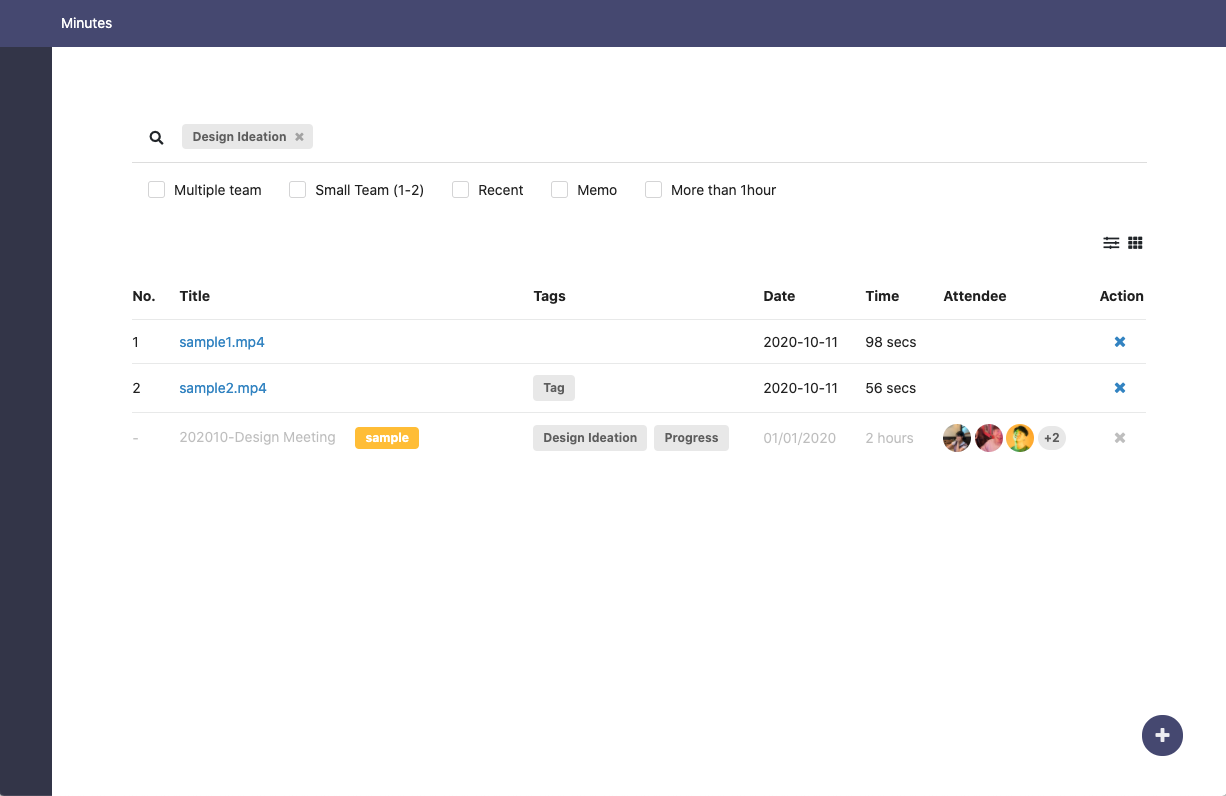 Minutes
Design Ideation ✖
Multiple team Small Team (1-2) Recent Memo More than 1hour
No. Title Tags Date Time Attendee Action
1 sample1.mp4 2020-10-11 98 secs
2 sample2.mp4 Tag 2020-10-11 56 secs
- 202010-Design Meeting sample Design Ideation Progress 01/01/2020 2 hours +2